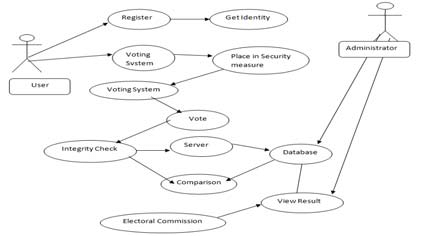 Register
Get Identity
Administrator
Voting
System
Place in Security
measure
User
Voting System
Vote
Server
Integrity Check
Database
Comparison
View Result
Electoral Commission